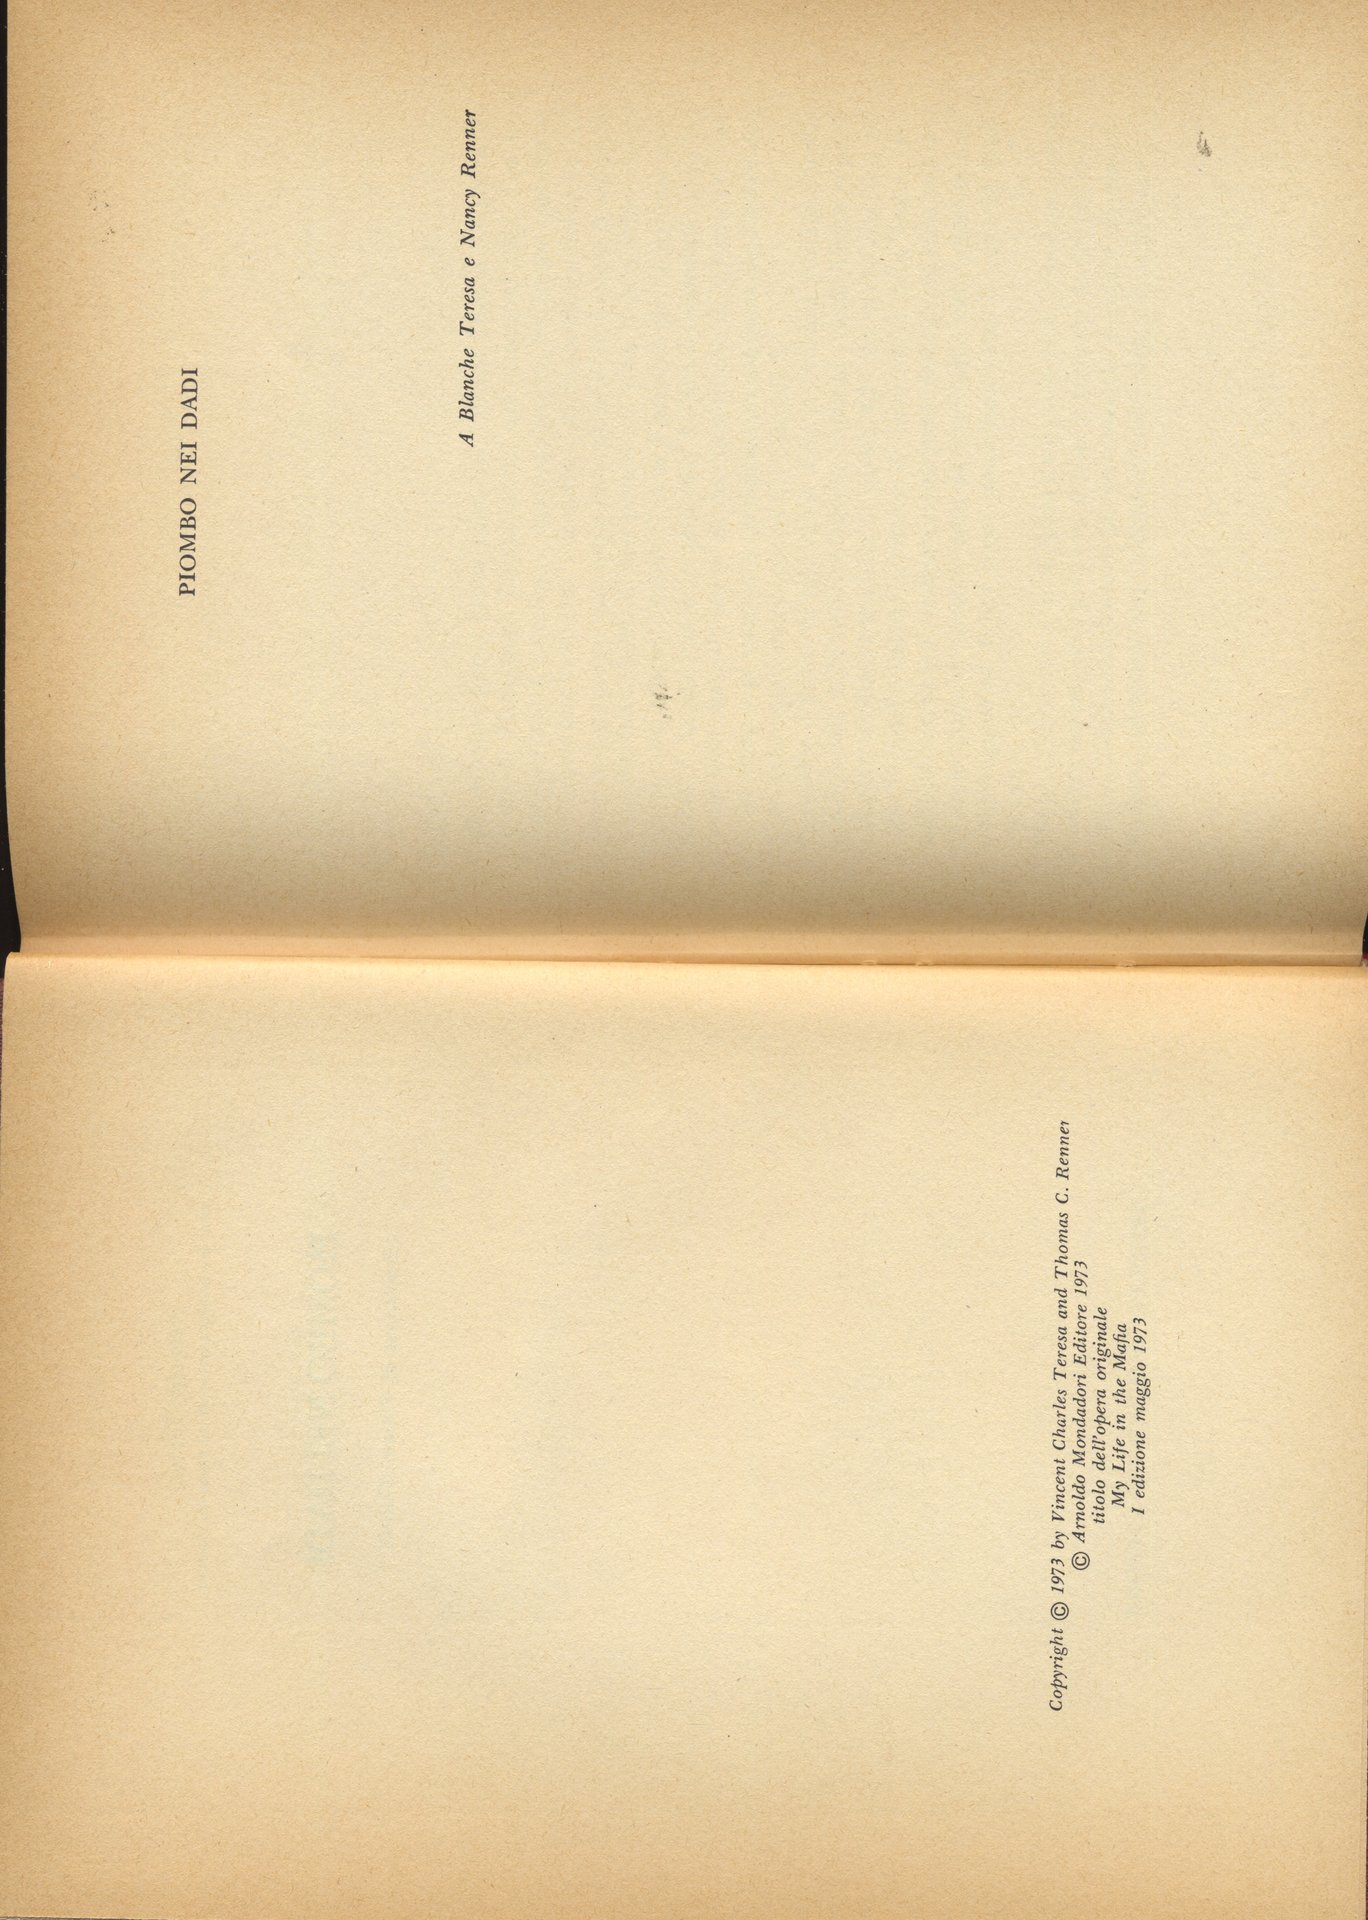 Copyright © 1973 by Vincent Charles Teresa and Thomas C. Renner
© Arnoldo Mondadori Editore 1973
titolo dell'opera originale
My Life in the Mafia
I edizione maggio 1973
PIOMBO NEI DADI
A Blanche Teresa e Nancy Renner